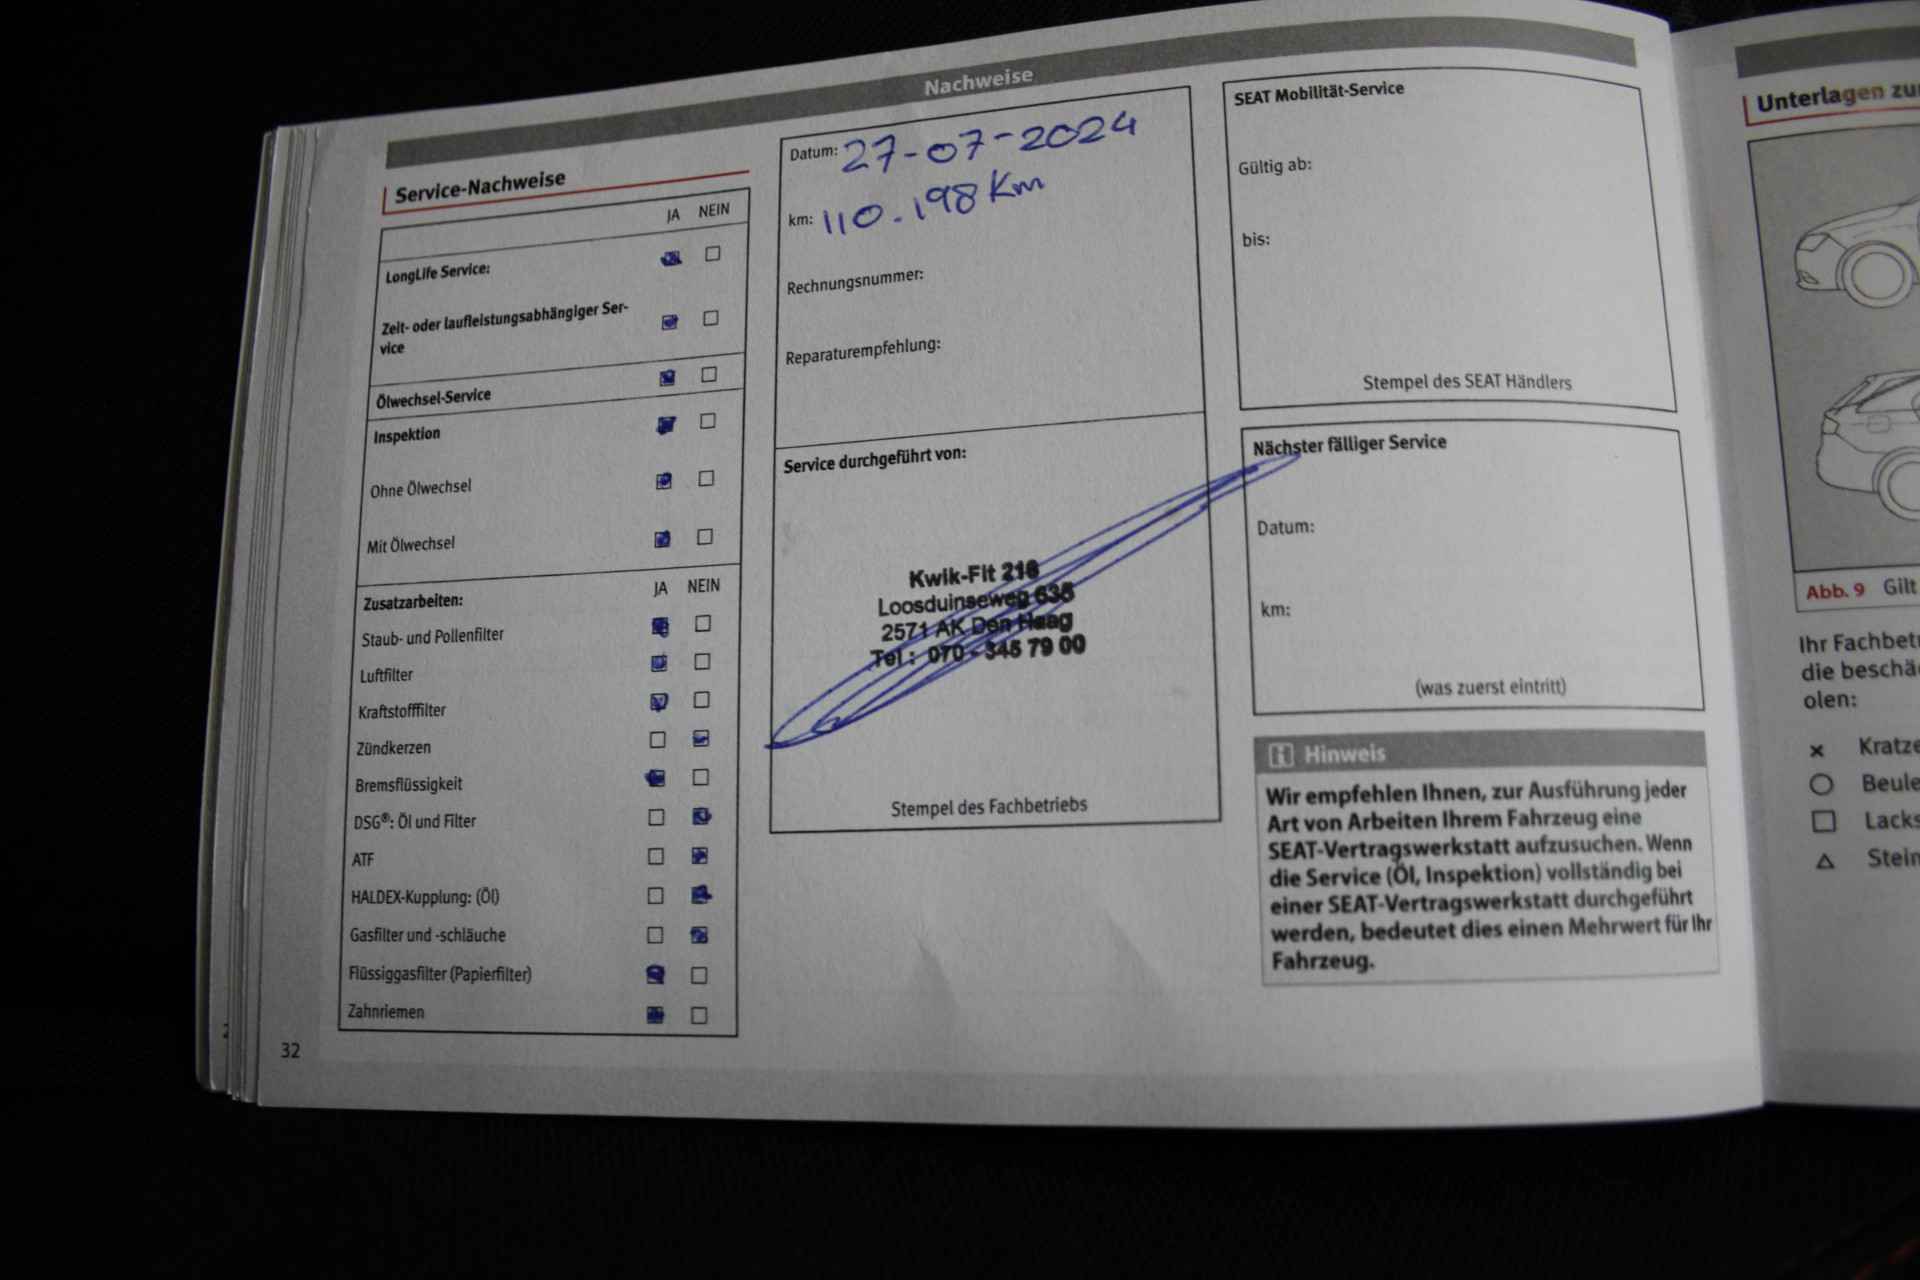 Nachweise
Service-Nachweise
JA NEIN
LongLife Service:
Zeit- oder laufleistungsabhängiger Ser-
vice
Ölwechsel-Service
Inspektion
Ohne Ölwechsel
Mit Ölwechsel
Zusatzarbeiten: JA NEIN
Staub- und Pollenfilter
Luftfilter
Kraftstofffilter
Zündkerzen
Bremsflüssigkeit
DSG®: Öl und Filter
ATF
HALDEX-Kupplung: (Öl)
Gasfilter und -schläuche
Flüssiggasfilter (Papierfilter)
Zahnriemen
32
Datum: 27-07-2024
km: 110.198 Km
Rechnungsnummer:
Reparaturempfehlung:
Service durchgeführt von:
Kwik-Fit 216
Loosduinseweg 635
2571 AK Den Haag
Tel : 070 - 345 79 00
Stempel des Fachbetriebs
SEAT Mobilität-Service
Gültig ab:
bis:
Stempel des SEAT Händlers
Nächster fälliger Service
Datum:
km:
(was zuerst eintritt)
Hinweis
Wir empfehlen Ihnen, zur Ausführung jeder
Art von Arbeiten Ihrem Fahrzeug eine
SEAT-Vertragswerkstatt aufzusuchen. Wenn
die Service (Öl, Inspektion) vollständig bei
einer SEAT-Vertragswerkstatt durchgeführt
werden, bedeutet dies einen Mehrwert für Ihr
Fahrzeug.
Unterlagen zu
Abb. 9 Gilt
Ihr Fachbet
die beschä
olen:
Kratze
Beule
Lacks
Stein